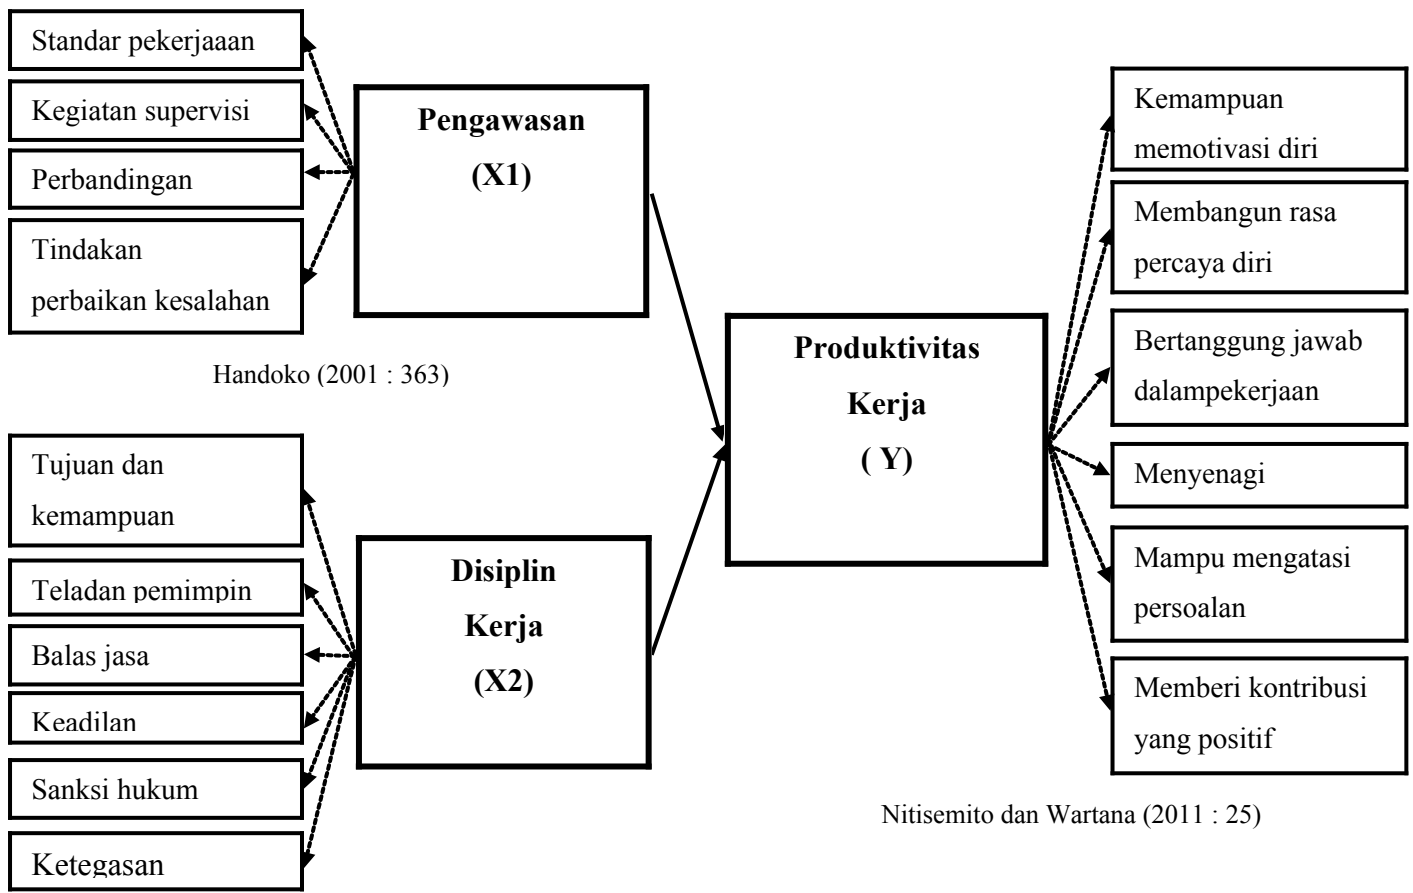 Standar pekerjaaan
Kegiatan supervisi
Perbandingan
Tindakan
perbaikan kesalahan
Pengawasan
(X1)
Handoko (2001 : 363)
Tujuan dan
kemampuan
Teladan pemimpin
Balas jasa
Keadilan
Sanksi hukum
Ketegasan
Disiplin
Kerja
(X2)
Produktivitas
Kerja
( Y)
Kemampuan
memotivasi diri
Membangun rasa
percaya diri
Bertanggung jawab
dalampekerjaan
Menyenagi
Mampu mengatasi
persoalan
Memberi kontribusi
yang positif
Nitisemito dan Wartana (2011 : 25)